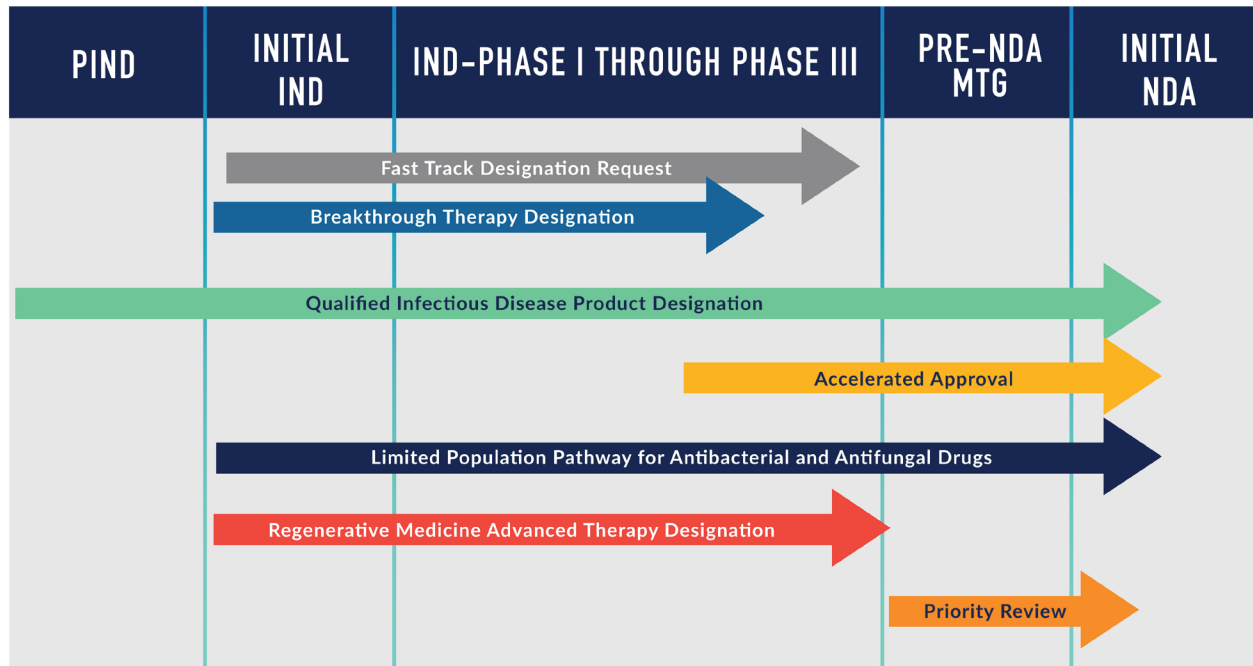 PIND
INITIAL
IND
IND-PHASE I THROUGH PHASE III
PRE-NDA
MTG
INITIAL
NDA
Fast Track Designation Request
Breakthrough Therapy Designation
Qualified Infectious Disease Product Designation
Accelerated Approval
Limited Population Pathway for Antibacterial and Antifungal Drugs
Regenerative Medicine Advanced Therapy Designation
Priority Review